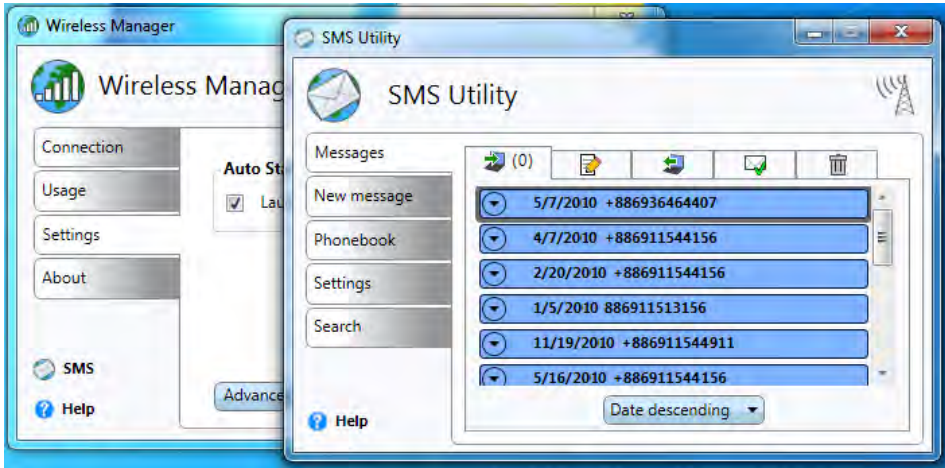 Wireless Manager
Wireless Manag
Connection
Usage
Settings
About
Auto St
Lau
SMS
Help
Advance
SMS Utility
SMS Utility
Messages
New message
Phonebook
Settings
Search
Help
(0)
5/7/2010 +886936464407
4/7/2010 +886911544156
2/20/2010 +886911544156
1/5/2010 886911513156
11/19/2010 +886911544911
5/16/2010 +886911544156
Date descending